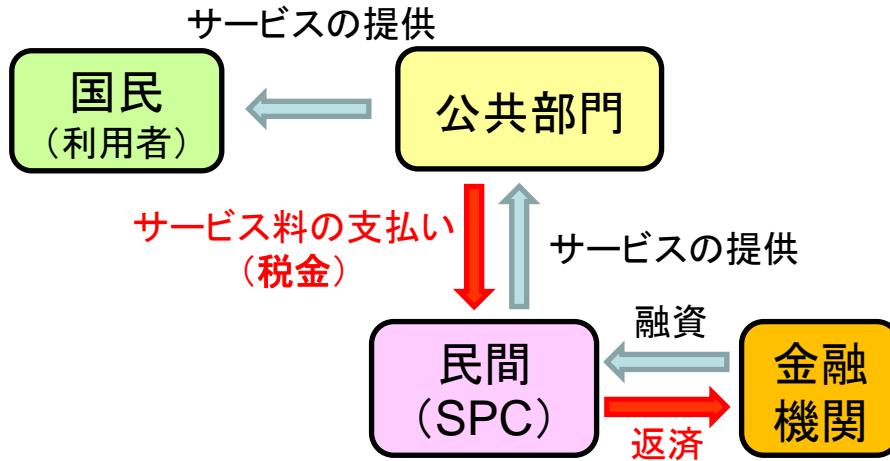 サービスの提供
国民
（利用者）
公共部門
サービス料の支払い
（税金）
サービスの提供
融資
民間
（SPC）
金融
機関
返済